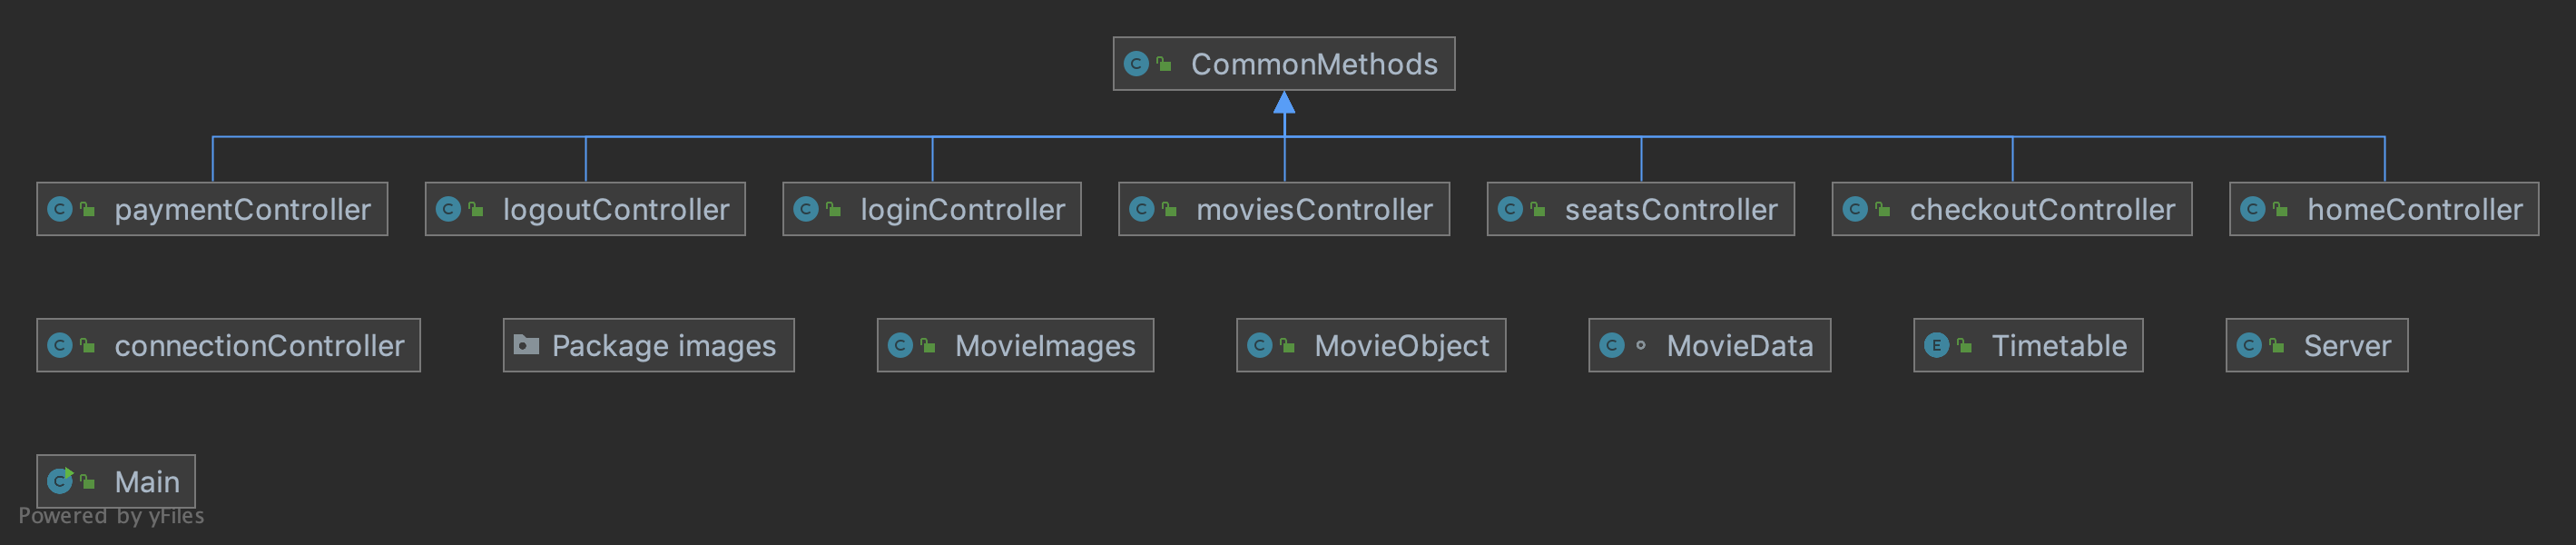 CommonMethods
paymentController
logoutController
loginController
moviesController
seatsController
checkoutController
homeController
connectionController
Package images
MovieImages
MovieObject
MovieData
Timetable
Server
Main
Powered by yFiles